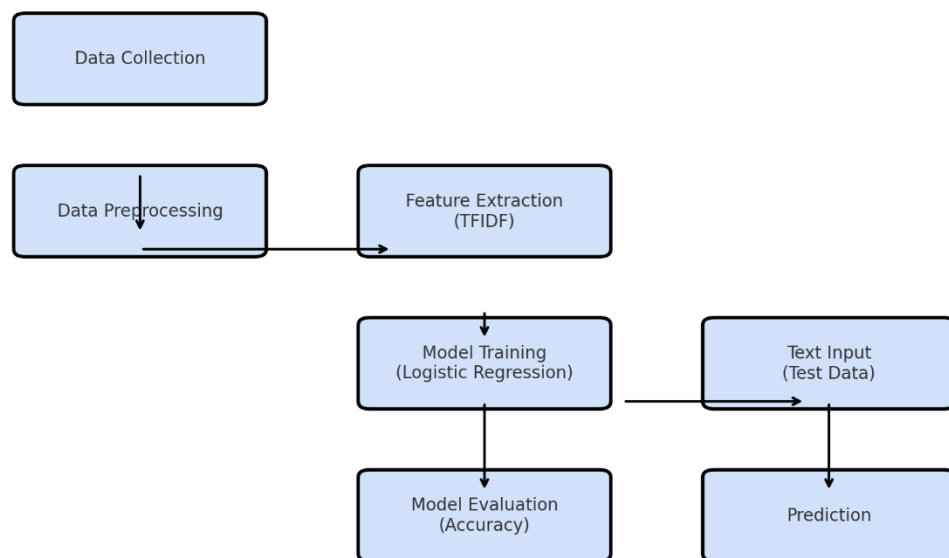 Data Collection
Data Preprocessing
Feature Extraction
(TFIDF)
Model Training
(Logistic Regression)
Text Input
(Test Data)
Model Evaluation
(Accuracy)
Prediction